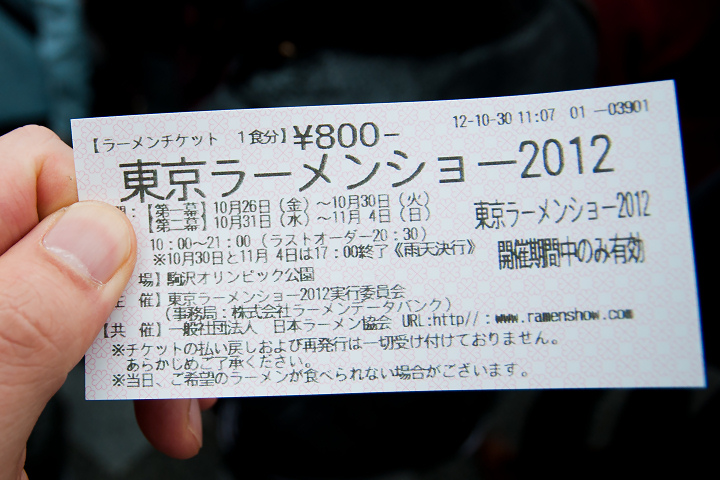 12-10-30 11:07 01 -03901
【ラーメンチケット 1食分】¥800-
東京ラーメンショー2012
:【第一幕】10月26日（金）～10月30日（火）
【第二幕】10月31日（水）～11月 4日（日）
東京ラーメンショー2012
10：00～21：00（ラストオーダー20：30）
開催期間中のみ有効
※10月30日と11月 4日は17：00終了《雨天決行》
場】駒沢オリンピック公園
主 催】東京ラーメンショー2012実行委員会
（事務局：株式会社ラーメンデータバンク）
【共 催】一般社団法人 日本ラーメン協会 URL:http//：www.ramenshow.com
※チケットの払い戻しおよび再発行は一切受け付けておりません。
あらかじめご了承ください。
※当日、ご希望のラーメンが食べられない場合がございます。